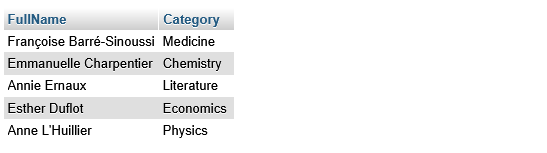 FullName Category
Françoise Barré-Sinoussi Medicine
Emmanuelle Charpentier Chemistry
Annie Ernaux Literature
Esther Duflot Economics
Anne L'Huillier Physics